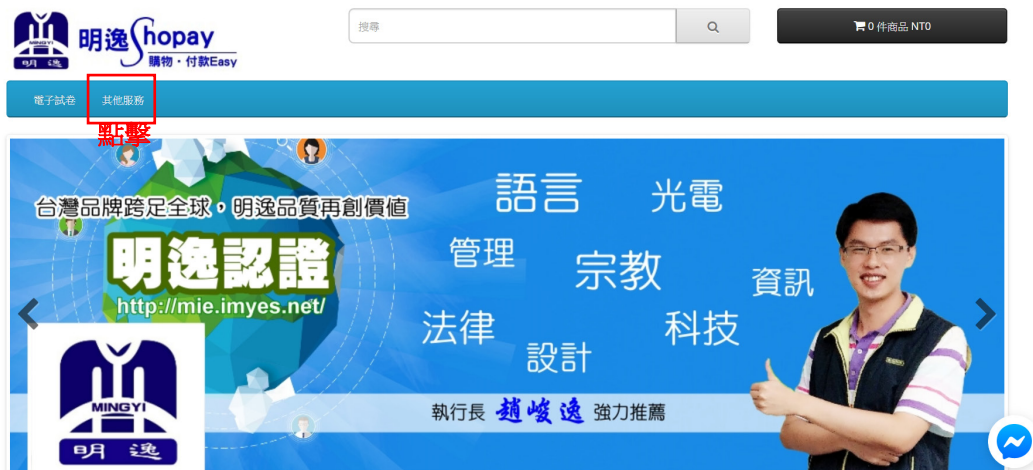 明逸Shopay
購物・付款Easy
MINGYI
明逸
搜尋
0 件商品 NT0
電子試卷
其他服務
點擊
台灣品牌跨足全球，明逸品質再創價值
明逸認證
http://mie.imyes.net/
語言
光電
管理
宗教
資訊
法律
科技
設計
MINGYI
明逸
執行長 趙峻逸 強力推薦